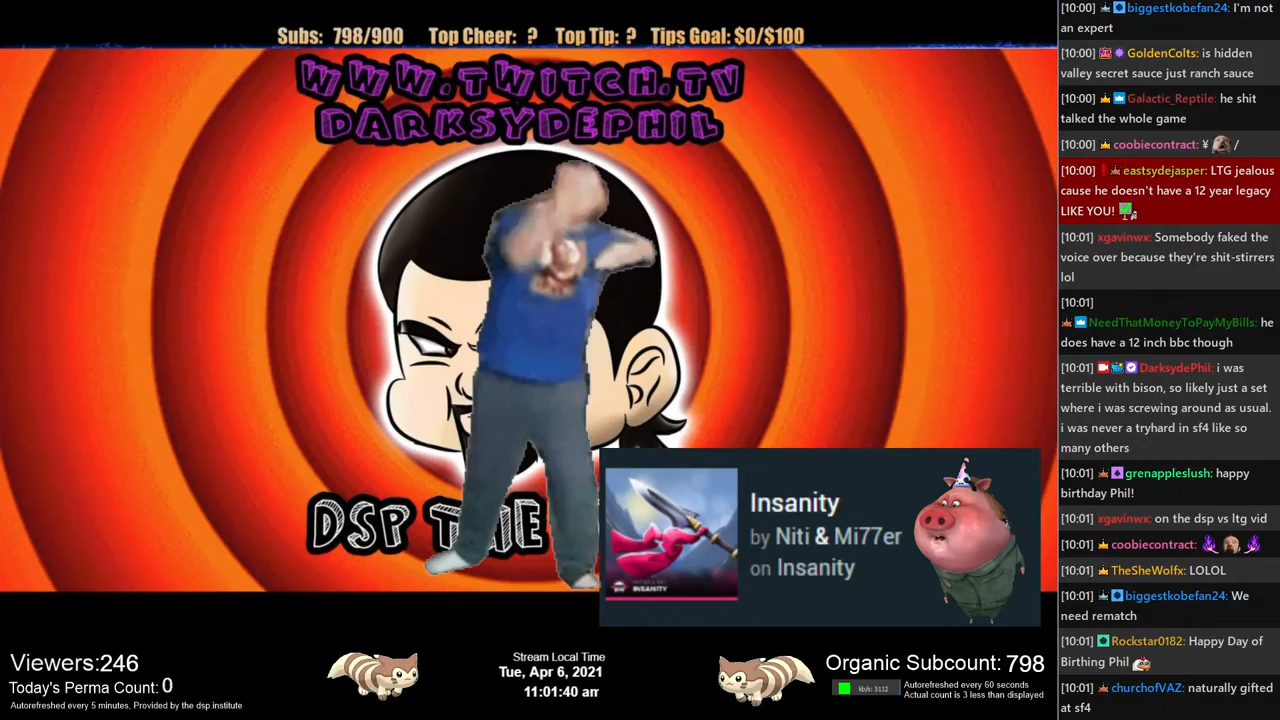 Subs: 798/900 Top Cheer: ? Top Tip: ? Tips Goal: $0/$100
WWW.TWITCH.TV
DARKSYDEPHIL
DSP THE
Insanity
by Niti & Mi77er
on Insanity
INSANITY
Viewers:246
Today's Perma Count: 0
Autorefreshed every 5 minutes, Provided by the dsp institute
Stream Local Time
Tue, Apr 6, 2021
11:01:40 am
Organic Subcount: 798
kb/s: 5112
Autorefreshed every 60 seconds
Actual count is 3 less than displayed
[10:00] biggestkobefan24: I'm not
an expert
[10:00] GoldenColts: is hidden
valley secret sauce just ranch sauce
[10:00] Galactic_Reptile: he shit
talked the whole game
[10:00] coobiecontract: ¥ /
[10:00] eastsydejasper: LTG jealous
cause he doesn't have a 12 year legacy
LIKE YOU!
[10:01] xgavinwx: Somebody faked the
voice over because they're shit-stirrers
lol
[10:01]
NeedThatMoneyToPayMyBills: he
does have a 12 inch bbc though
[10:01] DarksydePhil: i was
terrible with bison, so likely just a set
where i was screwing around as usual.
i was never a tryhard in sf4 like so
many others
[10:01] grenappleslush: happy
birthday Phil!
[10:01] xgavinwx: on the dsp vs ltg vid
[10:01] coobiecontract:
[10:01] TheSheWolfx: LOLOL
[10:01] biggestkobefan24: We
need rematch
[10:01] Rockstar0182: Happy Day of
Birthing Phil
[10:01] churchofVAZ: naturally gifted
at sf4